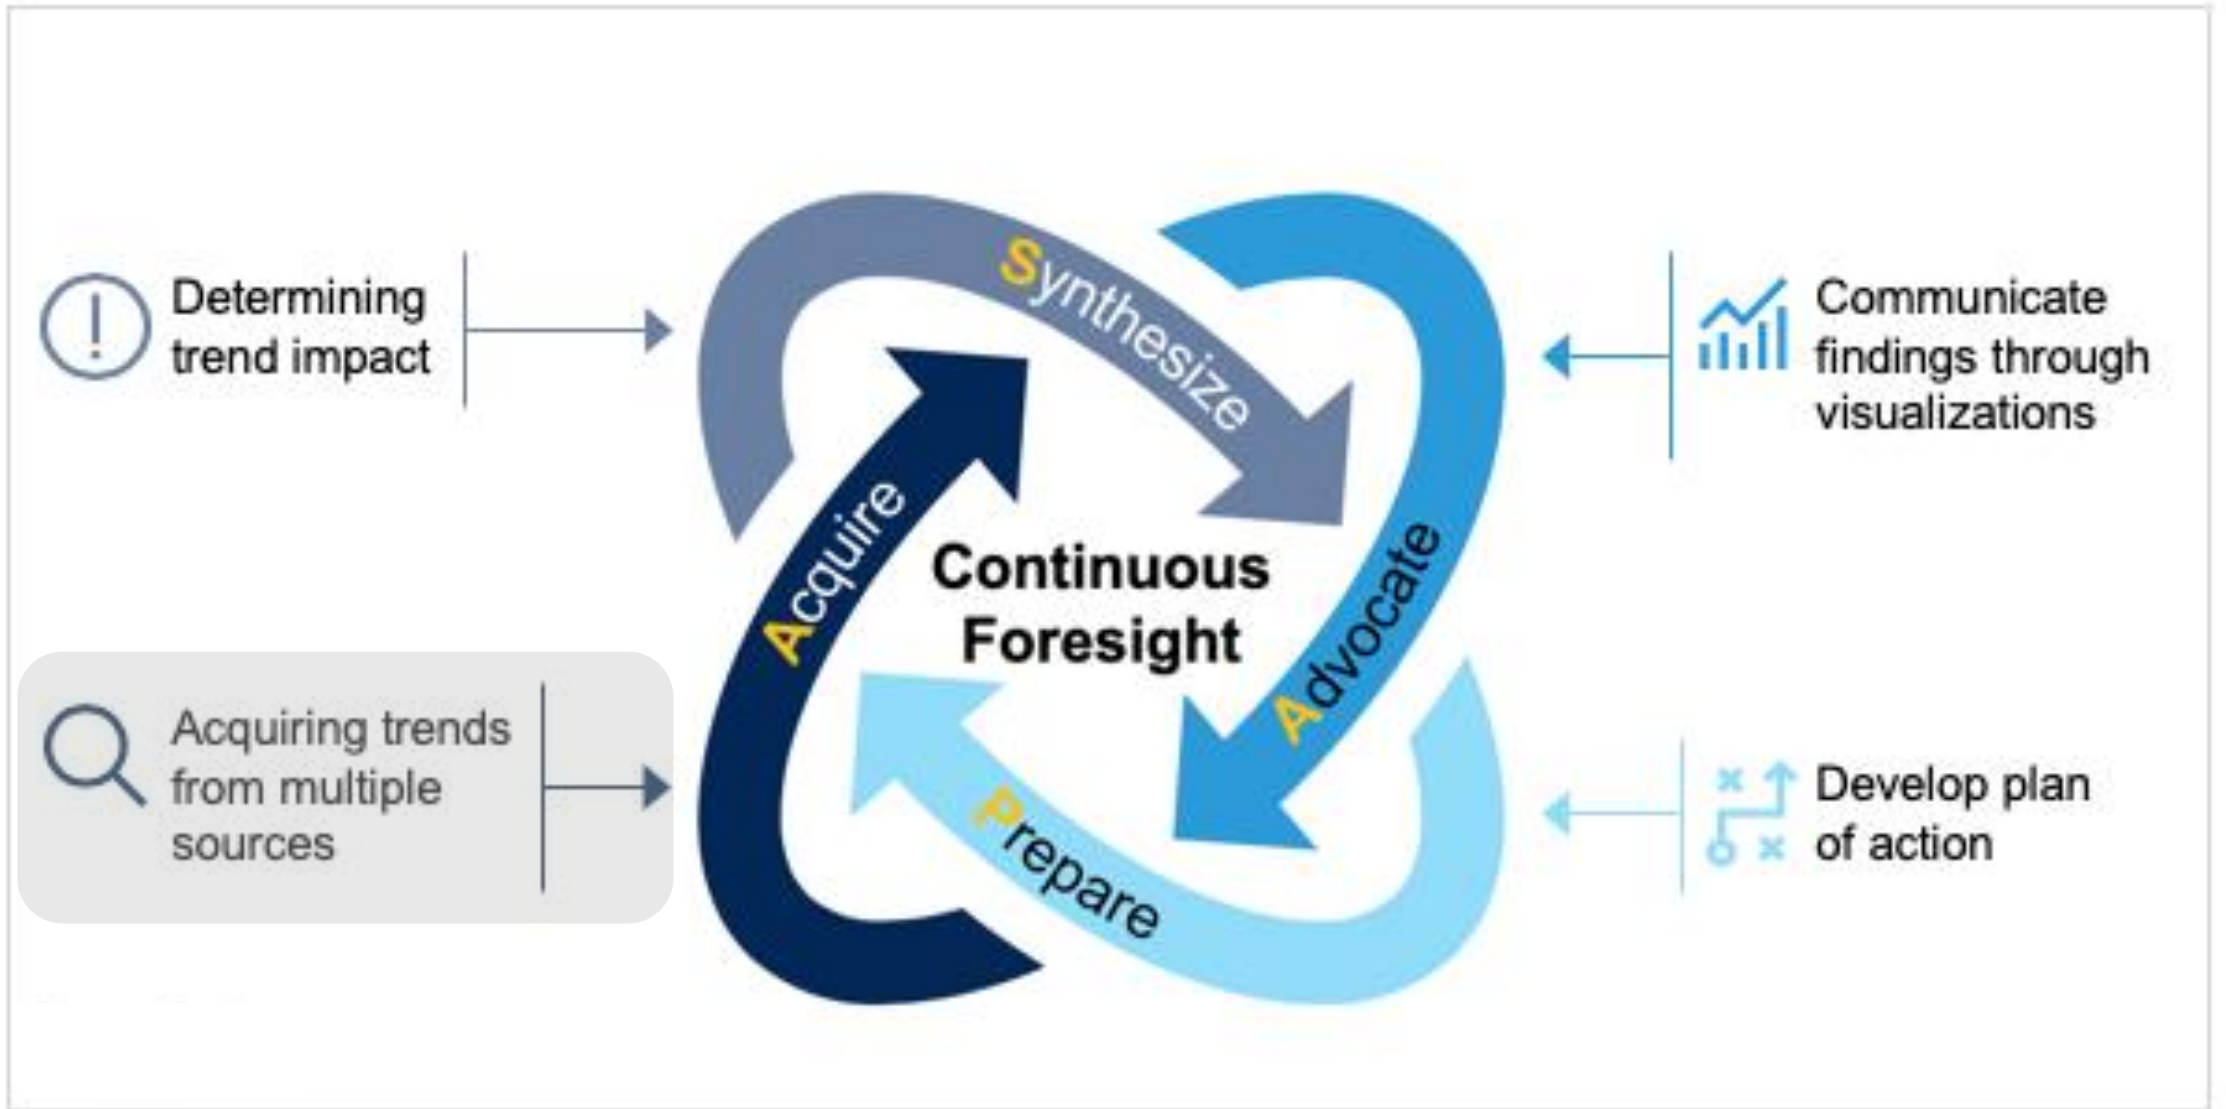 Determining
trend impact
Synthesize
Communicate
findings through
visualizations
Acquire
Continuous
Foresight
Advocate
Acquiring trends
from multiple
sources
Prepare
Develop plan
of action